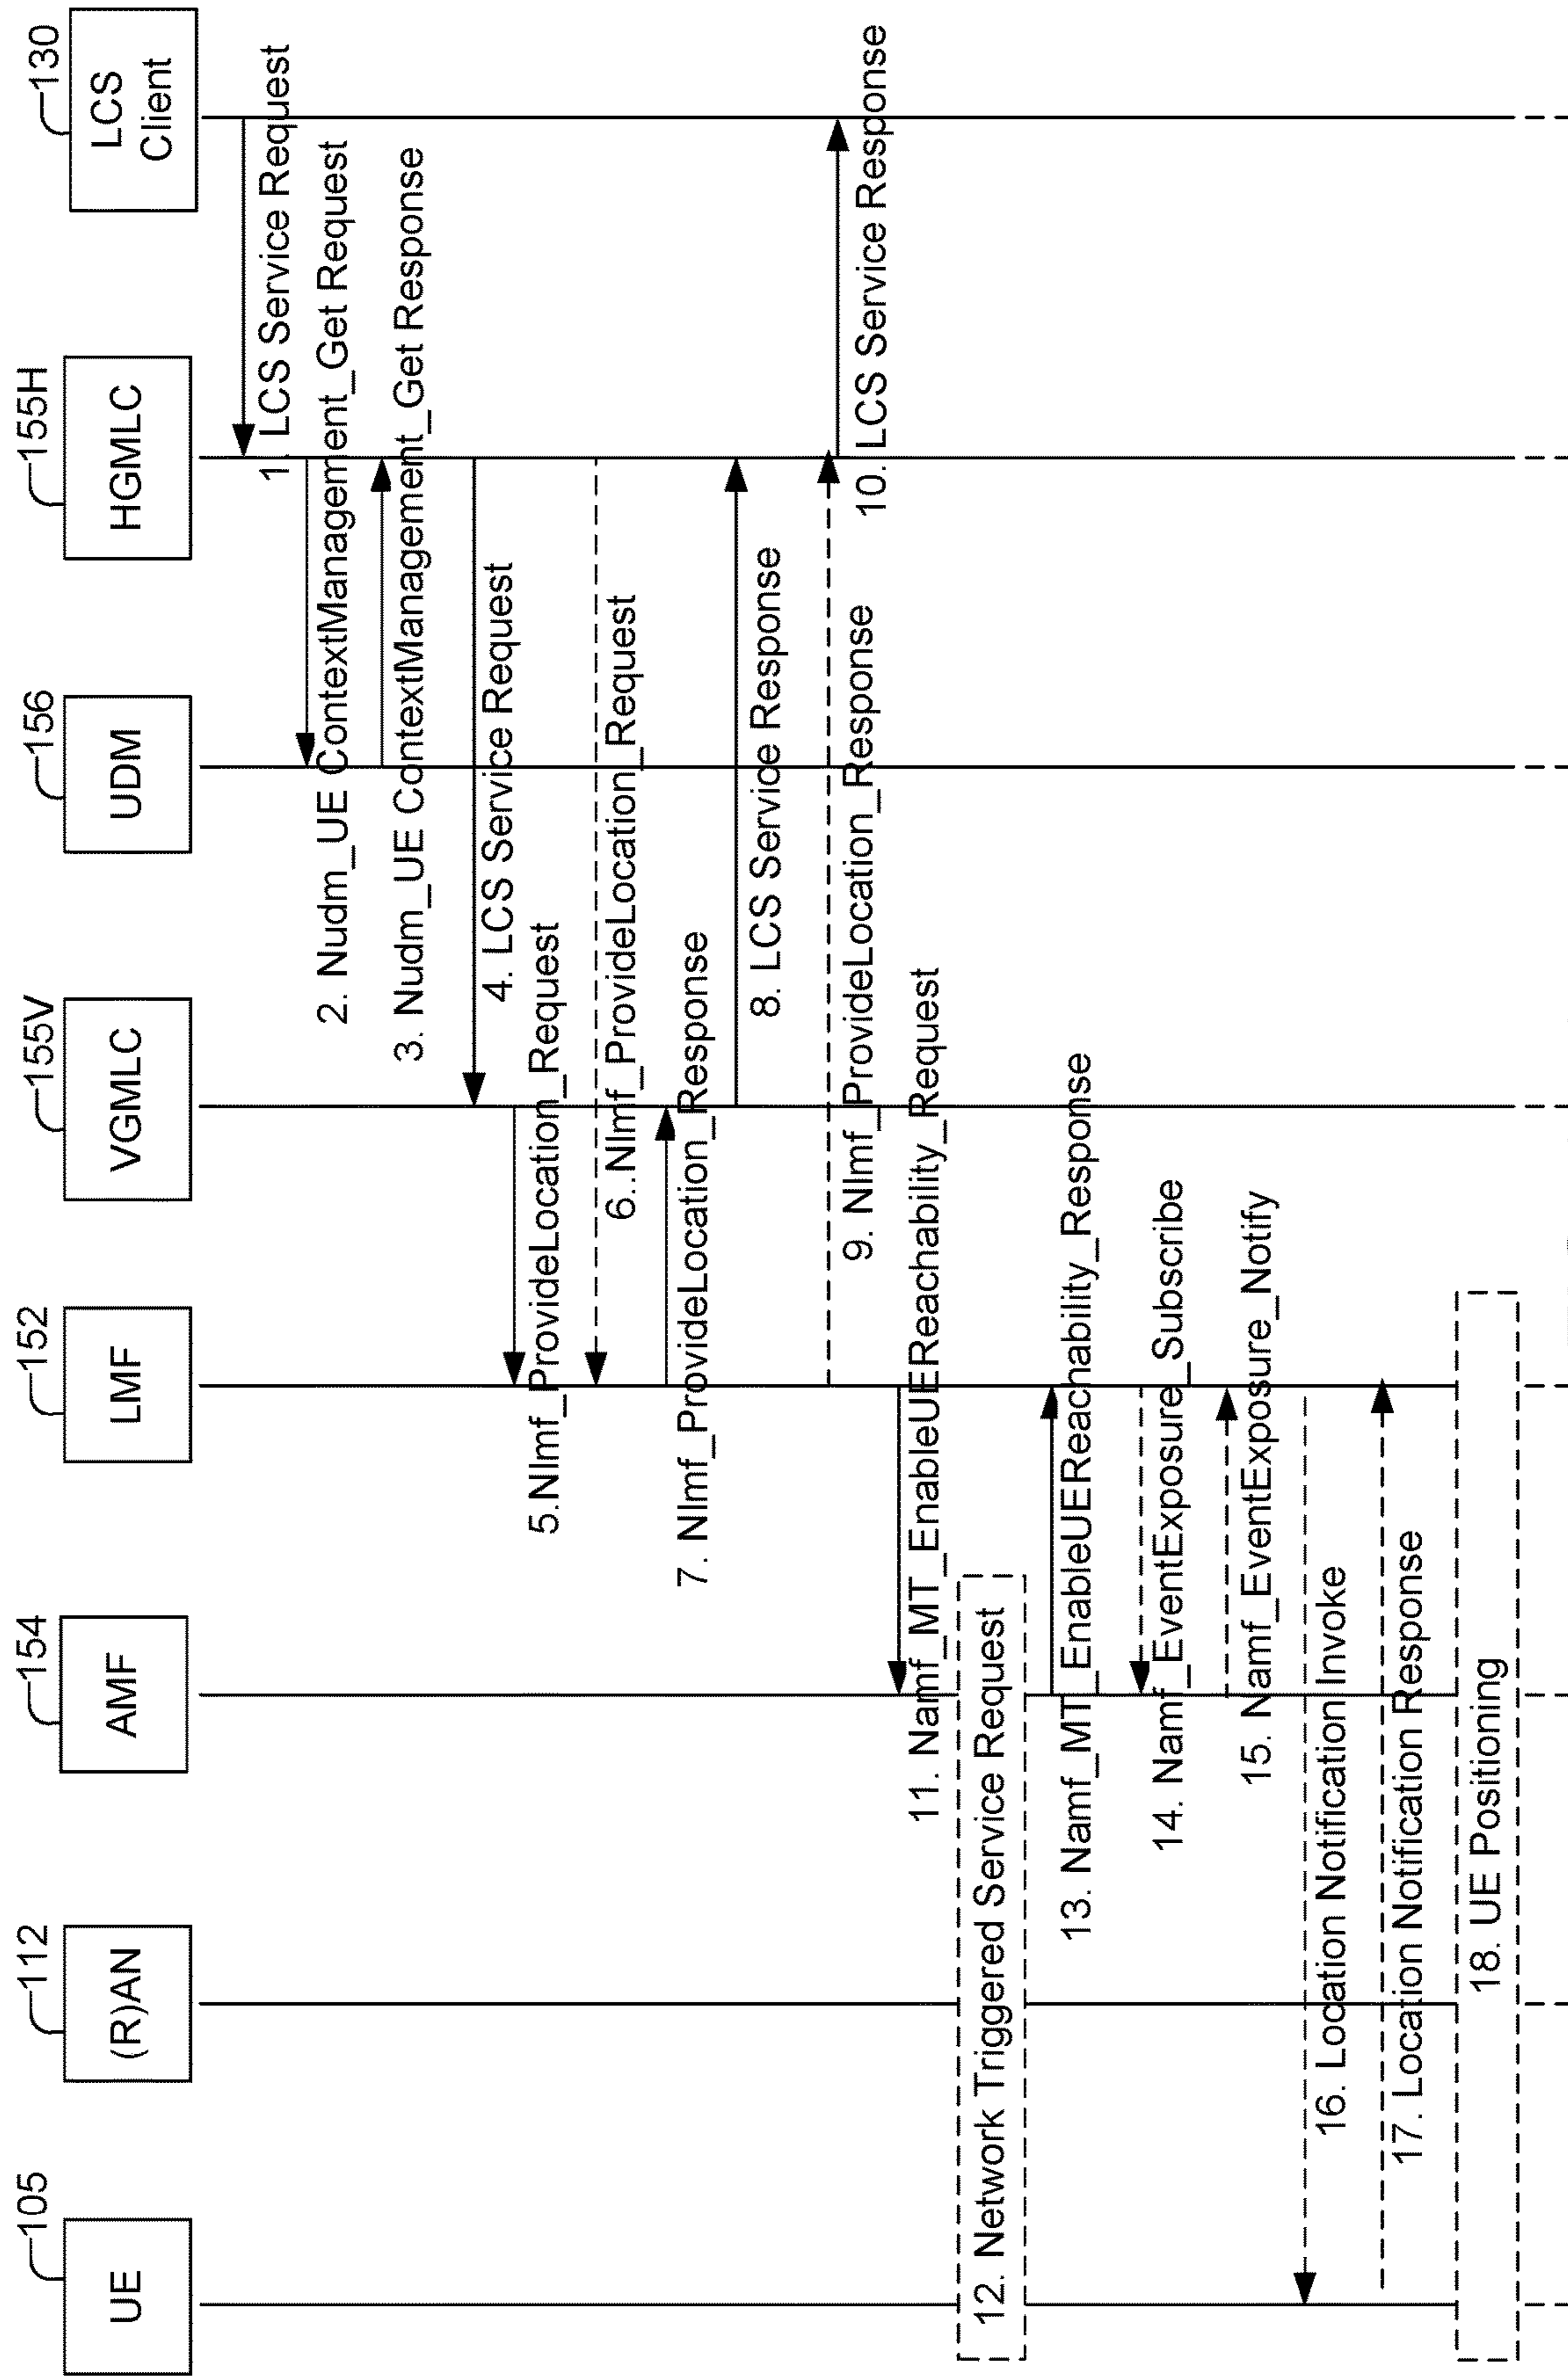 105
112
154
152
155V
156
155H
130
UE
(R)AN
AMF
LMF
VGMLC
UDM
HGMLC
LCS
Client
1. LCS Service Request
2. Nudm_UE ContextManagement_Get Request
3. Nudm_UE ContextManagement_Get Response
4. LCS Service Request
5.Nlmf_ProvideLocation_Request
6..Nlmf_ProvideLocation_Request
7. Nlmf_ProvideLocation_Response
8. LCS Service Response
9. Nlmf_ProvideLocation_Response
10. LCS Service Response
11. Namf_MT_EnableUEReachability_Request
12. Network Triggered Service Request
13. Namf_MT_EnableUEReachability_Response
14. Namf_EventExposure_Subscribe
15. Namf_EventExposure_Notify
16. Location Notification Invoke
17. Location Notification Response
18. UE Positioning